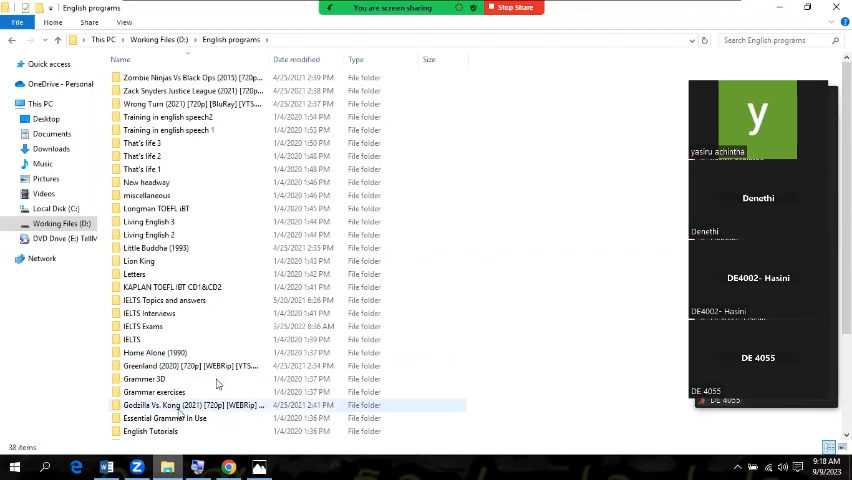 English programs
You are screen sharing
Stop Share
File Home Share View
This PC Working Files (D:) English programs
Search English programs
Name Date modified Type Size
Quick access
OneDrive - Personal
This PC
Desktop
Documents
Downloads
Music
Pictures
Videos
Local Disk (C:)
Working Files (D:)
DVD Drive (E:) TellM
Network
Zombie Ninjas Vs Black Ops (2015) [720p... 4/25/2021 2:39 PM File folder
Zack Snyders Justice League (2021) [720p... 4/25/2021 2:38 PM File folder
Wrong Turn (2021) [720p] [BluRay] [YTS.... 4/25/2021 2:37 PM File folder
Training in english speech2 1/4/2020 1:54 PM File folder
Training in english speech 1 1/4/2020 1:53 PM File folder
That's life 3 1/4/2020 1:50 PM File folder
That's life 2 1/4/2020 1:48 PM File folder
That's life 1 1/4/2020 1:48 PM File folder
New headway 1/4/2020 1:47 PM File folder
miscellaneous 1/4/2020 1:46 PM File folder
Longman TOEFL iBT 1/4/2020 1:45 PM File folder
Living English 3 1/4/2020 1:44 PM File folder
Living English 2 1/4/2020 1:44 PM File folder
Little Buddha (1993) 4/25/2021 2:35 PM File folder
Lion King 1/4/2020 1:43 PM File folder
Letters 1/4/2020 1:42 PM File folder
KAPLAN TOEFL IBT CD1&CD2 1/4/2020 1:41 PM File folder
IELTS Topics and answers 5/20/2021 6:26 PM File folder
IELTS Interviews 1/4/2020 1:41 PM File folder
IELTS Exams 3/25/2022 8:36 AM File folder
IELTS 1/4/2020 1:39 PM File folder
Home Alone (1990) 1/4/2020 1:37 PM File folder
Greenland (2020) [720p] [WEBRip] [YTS.... 4/25/2021 2:34 PM File folder
Grammer 3D 1/4/2020 1:37 PM File folder
Grammar exercises 1/4/2020 1:37 PM File folder
Godzilla Vs. Kong (2021) [720p] [WEBRip] ... 4/25/2021 2:41 PM File folder
Essential Grammar In Use 1/4/2020 1:36 PM File folder
English Tutorials 1/4/2020 1:36 PM File folder
38 items
y
yasiru adhintha
Denethi
Denethi
DE4002- Hasini
DE4002- Hasini
DE 4055
DE 4055
DE 4055
9:18 AM
9/9/2023